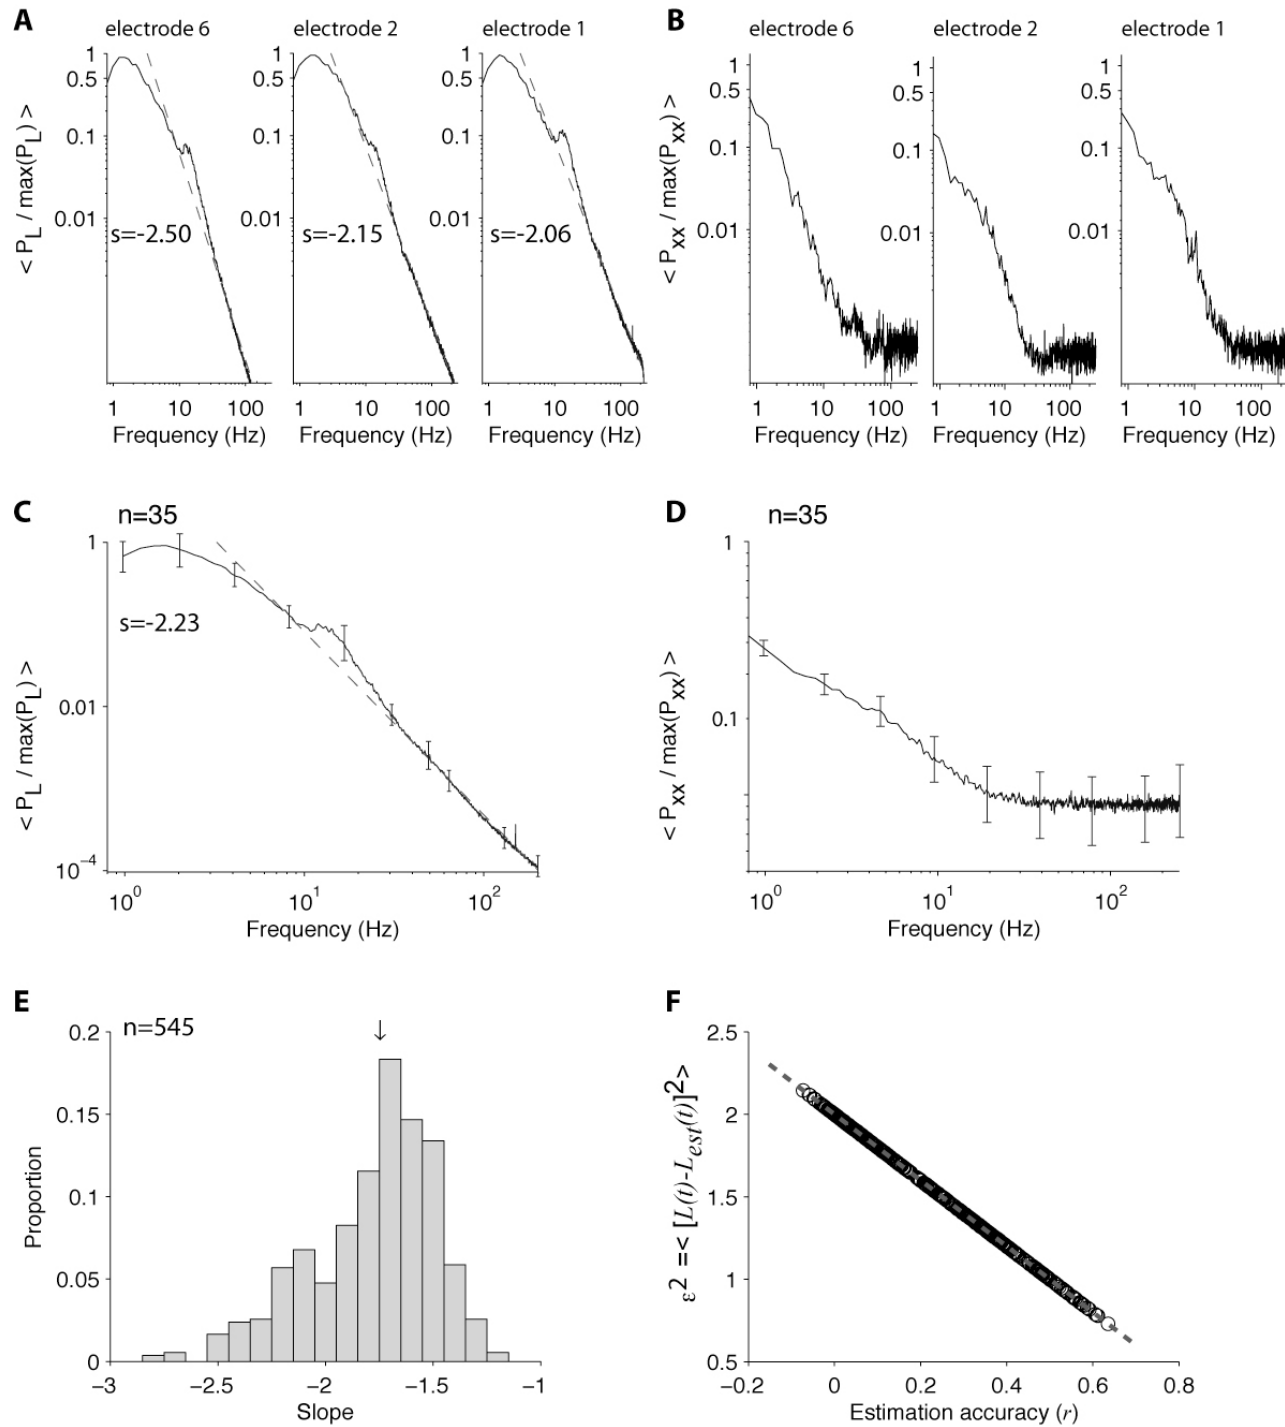 A
electrode 6
electrode 2
electrode 1
< P_L / max(P_L) >
1
0.5
0.1
0.01
s=-2.50
1
0.5
0.1
0.01
s=-2.15
1
0.5
0.1
0.01
s=-2.06
1 10 100
1 10 100
1 10 100
Frequency (Hz)
Frequency (Hz)
Frequency (Hz)
B
electrode 6
electrode 2
electrode 1
< P_xx / max(P_xx) >
1
0.5
0.1
0.01
1
0.5
0.1
0.01
1
0.5
0.1
0.01
1 10 100
1 10 100
1 10 100
Frequency (Hz)
Frequency (Hz)
Frequency (Hz)
C
n=35
s=-2.23
< P_L / max(P_L) >
1
0.01
10^−4
10^0 10^1 10^2
Frequency (Hz)
D
n=35
< P_xx / max(P_xx) >
1
0.1
10^0 10^1 10^2
Frequency (Hz)
E
n=545
↓
Proportion
0.2
0.15
0.1
0.05
0
−3 −2.5 −2 −1.5 −1
Slope
F
ε^2 =< [L(t)-L_est(t)]^2>
2.5
2
1.5
1
0.5
−0.2 0 0.2 0.4 0.6 0.8
Estimation accuracy (r)